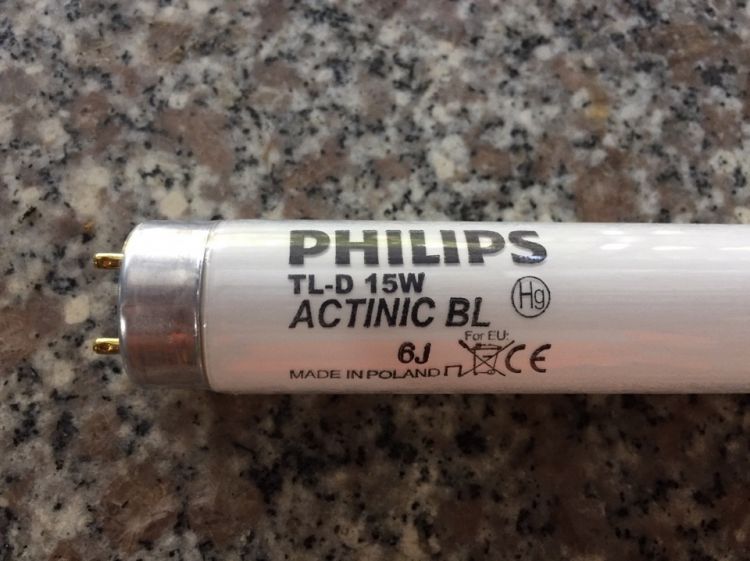 PHILIPS
TL-D 15W
ACTINIC BL
Hg
For EU:
6J
MADE IN POLAND
CE